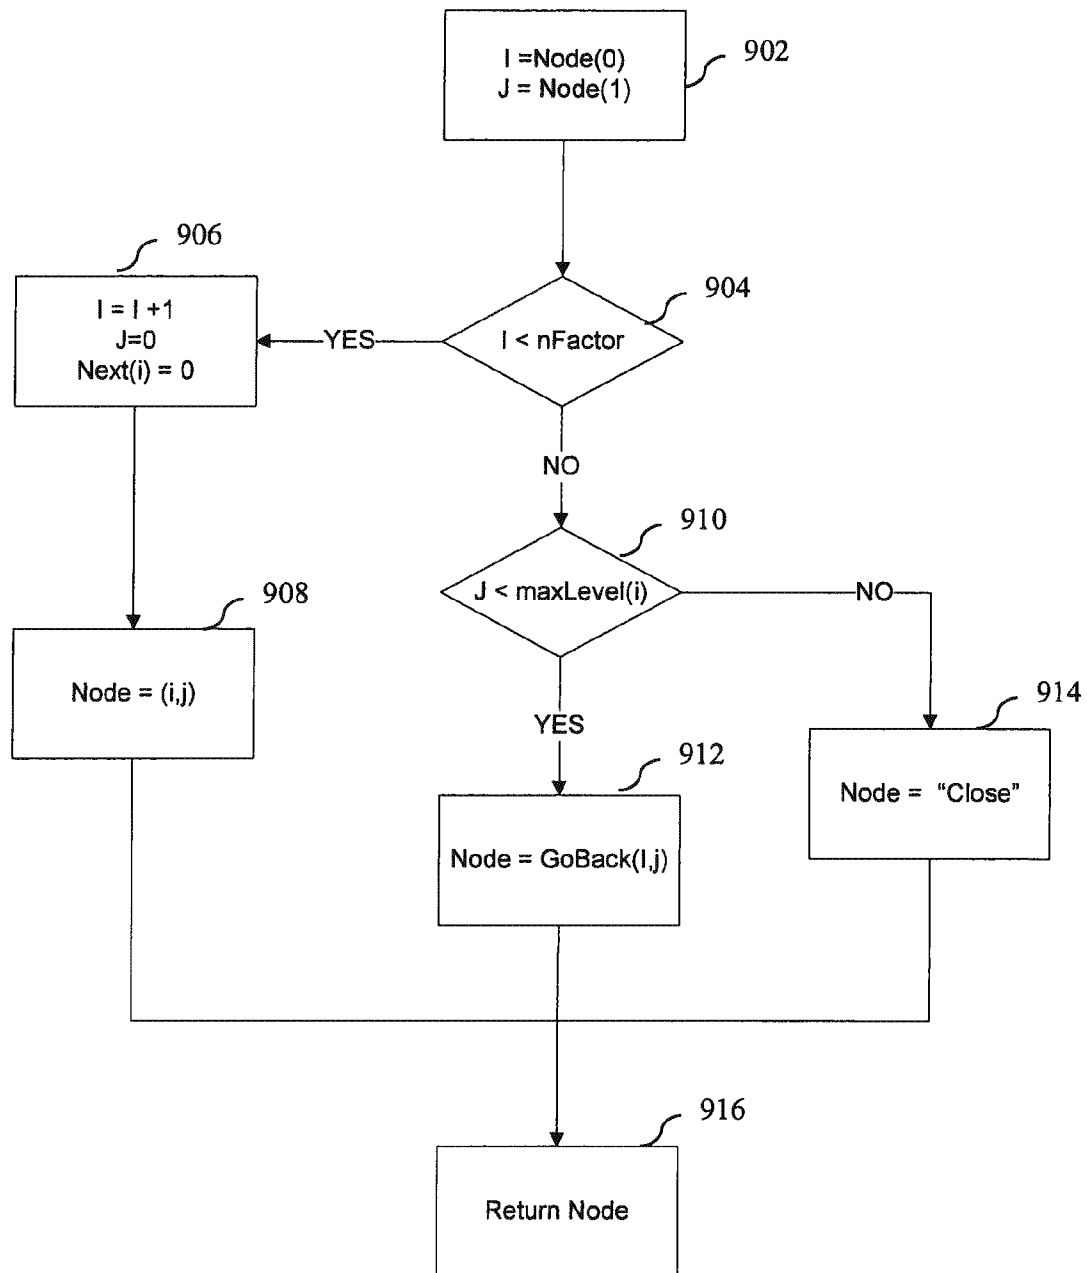 I =Node(0)
J = Node(1)
902
906
I = I +1
J=0
Next(i) = 0
YES
I < nFactor
904
NO
910
J < maxLevel(i)
NO
908
Node = (i,j)
YES
914
Node = "Close"
912
Node = GoBack(I,j)
916
Return Node